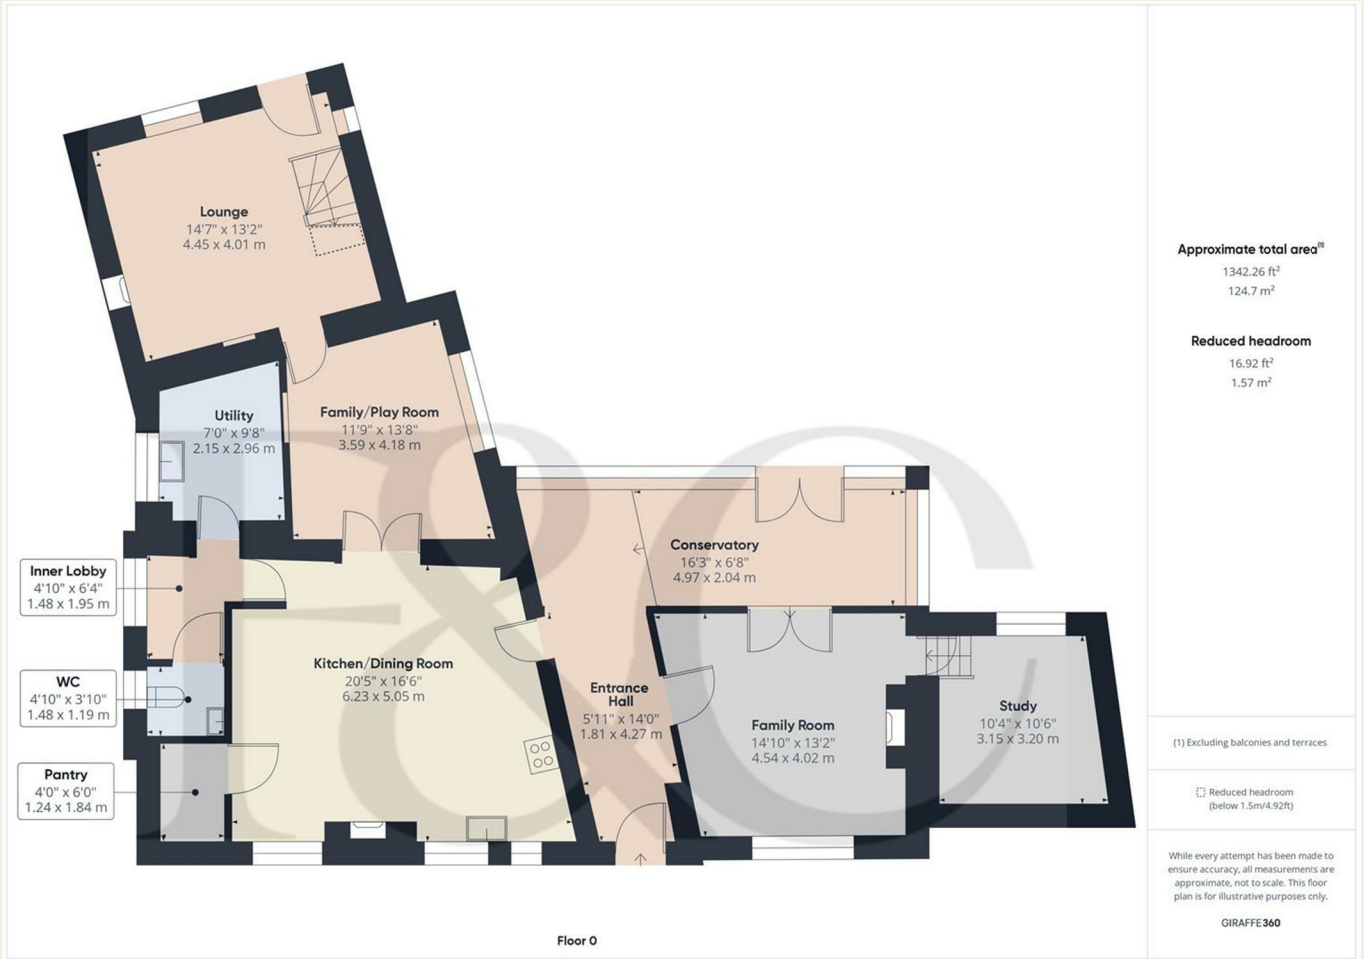 Lounge
14'7" x 13'2"
4.45 x 4.01 m
Utility
7'0" x 9'8"
2.15 x 2.96 m
Family/Play Room
11'9" x 13'8"
3.59 x 4.18 m
Conservatory
16'3" x 6'8"
4.97 x 2.04 m
Inner Lobby
4'10" x 6'4"
1.48 x 1.95 m
WC
4'10" x 3'10"
1.48 x 1.19 m
Pantry
4'0" x 6'0"
1.24 x 1.84 m
Kitchen/Dining Room
20'5" x 16'6"
6.23 x 5.05 m
Entrance
Hall
5'11" x 14'0"
1.81 x 4.27 m
Family Room
14'10" x 13'2"
4.54 x 4.02 m
Study
10'4" x 10'6"
3.15 x 3.20 m
F&C
Floor 0
Approximate total area(1)
1342.26 ft²
124.7 m²
Reduced headroom
16.92 ft²
1.57 m²
(1) Excluding balconies and terraces
Reduced headroom
(below 1.5m/4.92ft)
While every attempt has been made to
ensure accuracy, all measurements are
approximate, not to scale. This floor
plan is for illustrative purposes only.
GIRAFFE360